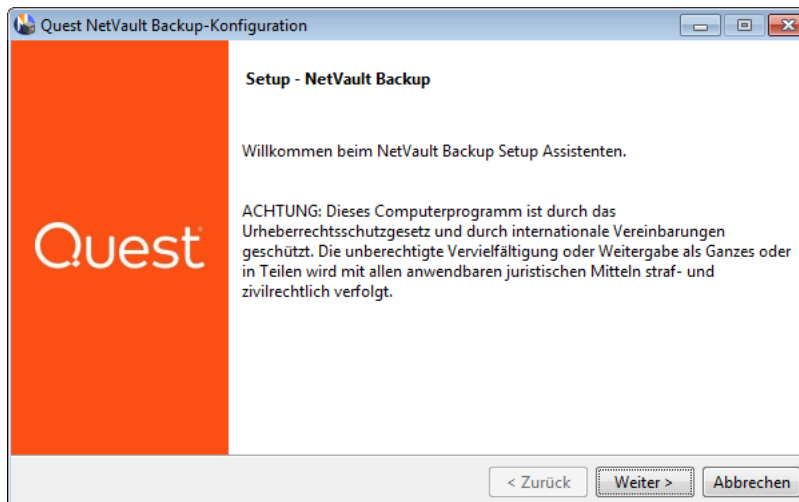 Quest NetVault Backup-Konfiguration
Setup - NetVault Backup
Willkommen beim NetVault Backup Setup Assistenten.
ACHTUNG: Dieses Computerprogramm ist durch das
Urheberrechtsschutzgesetz und durch internationale Vereinbarungen
geschützt. Die unberechtigte Vervielfältigung oder Weitergabe als Ganzes oder
in Teilen wird mit allen anwendbaren juristischen Mitteln straf- und
zivilrechtlich verfolgt.
Quest
< Zurück
Weiter >
Abbrechen